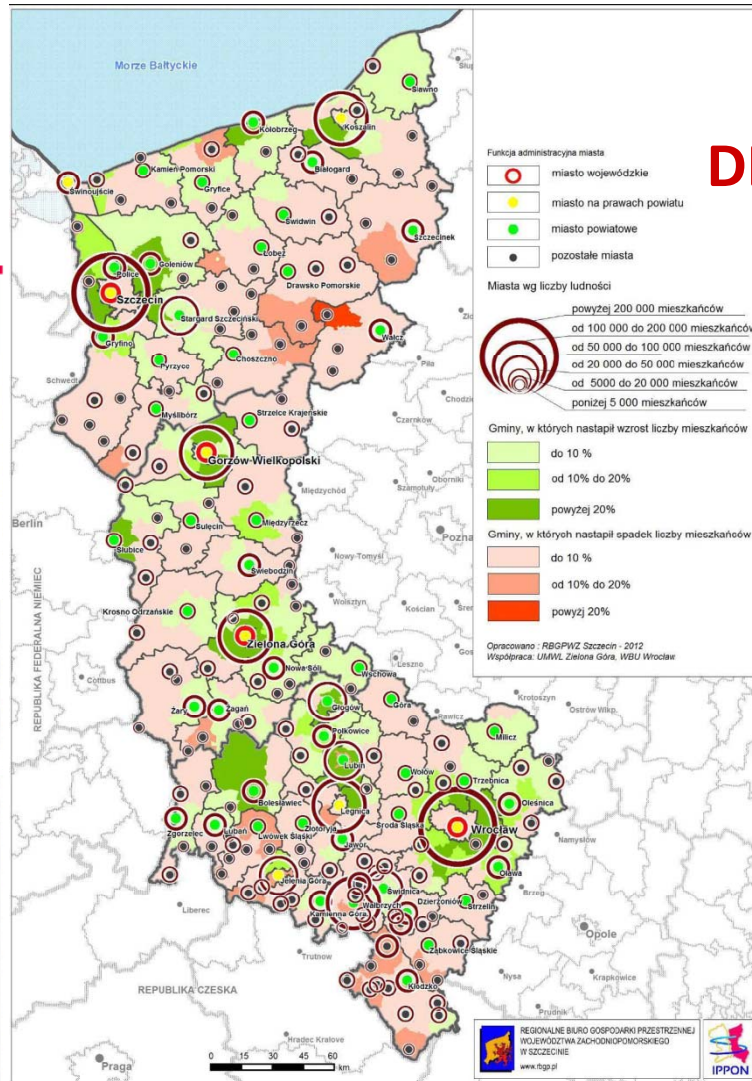 Morze Bałtyckie
Sławno
Kołobrzeg
Koszalin
Kamień Pomorski
Białogard
Świnoujście
Gryfice
Świdwin
Szczecinek
Police
Goleniów
Łobez
Drawsko Pomorskie
Szczecin
Stargard Szczeciński
Wałcz
Gryfino
Pyrzyce
Choszczno
Piła
Schwedt
Myślibórz
Strzelce Krajeńskie
Czarnków
Gorzów Wielkopolski
Międzychód
Oborniki
Szamotuły
Berlin
Sulęcin
Międzyrzecz
Słubice
Nowy-Tomyśl
Świebodzin
Wolsztyn
Kościan
Krosno Odrzańskie
Zielona Góra
REPUBLIKA FEDERALNA NIEMIEC
Cottbus
Nowa Sól
Wschowa
Leszno
Żary
Żagań
Głogów
Góra
Rawicz
Krotoszyn
Ostrów Wlkp.
Polkowice
Milicz
Lubin
Wołów
Trzebnica
Bolesławiec
Legnica
Oleśnica
Zgorzelec
Lubań
Lwówek Śląski
Złotoryja
Środa Śląska
Wrocław
Namysłów
Jawor
Jelenia Góra
Oława
Świdnica
Brzeg
Liberec
Kamienna Góra
Wałbrzych
Dzierżoniów
Strzelin
Opole
Trutnov
Ząbkowice Śląskie
Nysa
Krapkowice
REPUBLIKA CZESKA
Kłodzko
Prudnik
Hradec Kralove
Praga
0 15 30 45 60
km
Funkcja administracyjna miasta
miasto wojewódzkie
miasto na prawach powiatu
miasto powiatowe
pozostałe miasta
Miasta wg liczby ludności
powyżej 200 000 mieszkańców
od 100 000 do 200 000 mieszkańców
od 50 000 do 100 000 mieszkańców
od 20 000 do 50 000 mieszkańców
od 5000 do 20 000 mieszkańców
poniżej 5 000 mieszkańców
Gminy, w których nastąpił wzrost liczby mieszkańców
do 10 %
od 10% do 20%
powyżej 20%
Gminy, w których nastąpił spadek liczby mieszkańców
do 10 %
od 10% do 20%
powyżj 20%
Opracowano : RBGPWZ Szczecin - 2012
Współpraca: UMWL Zielona Góra, WBU Wrocław
REGIONALNE BIURO GOSPODARKI PRZESTRZENNEJ
WOJEWÓDZTWA ZACHODNIOPOMORSKIEGO
W SZCZECINIE
www.rbgp.pl
IPPON